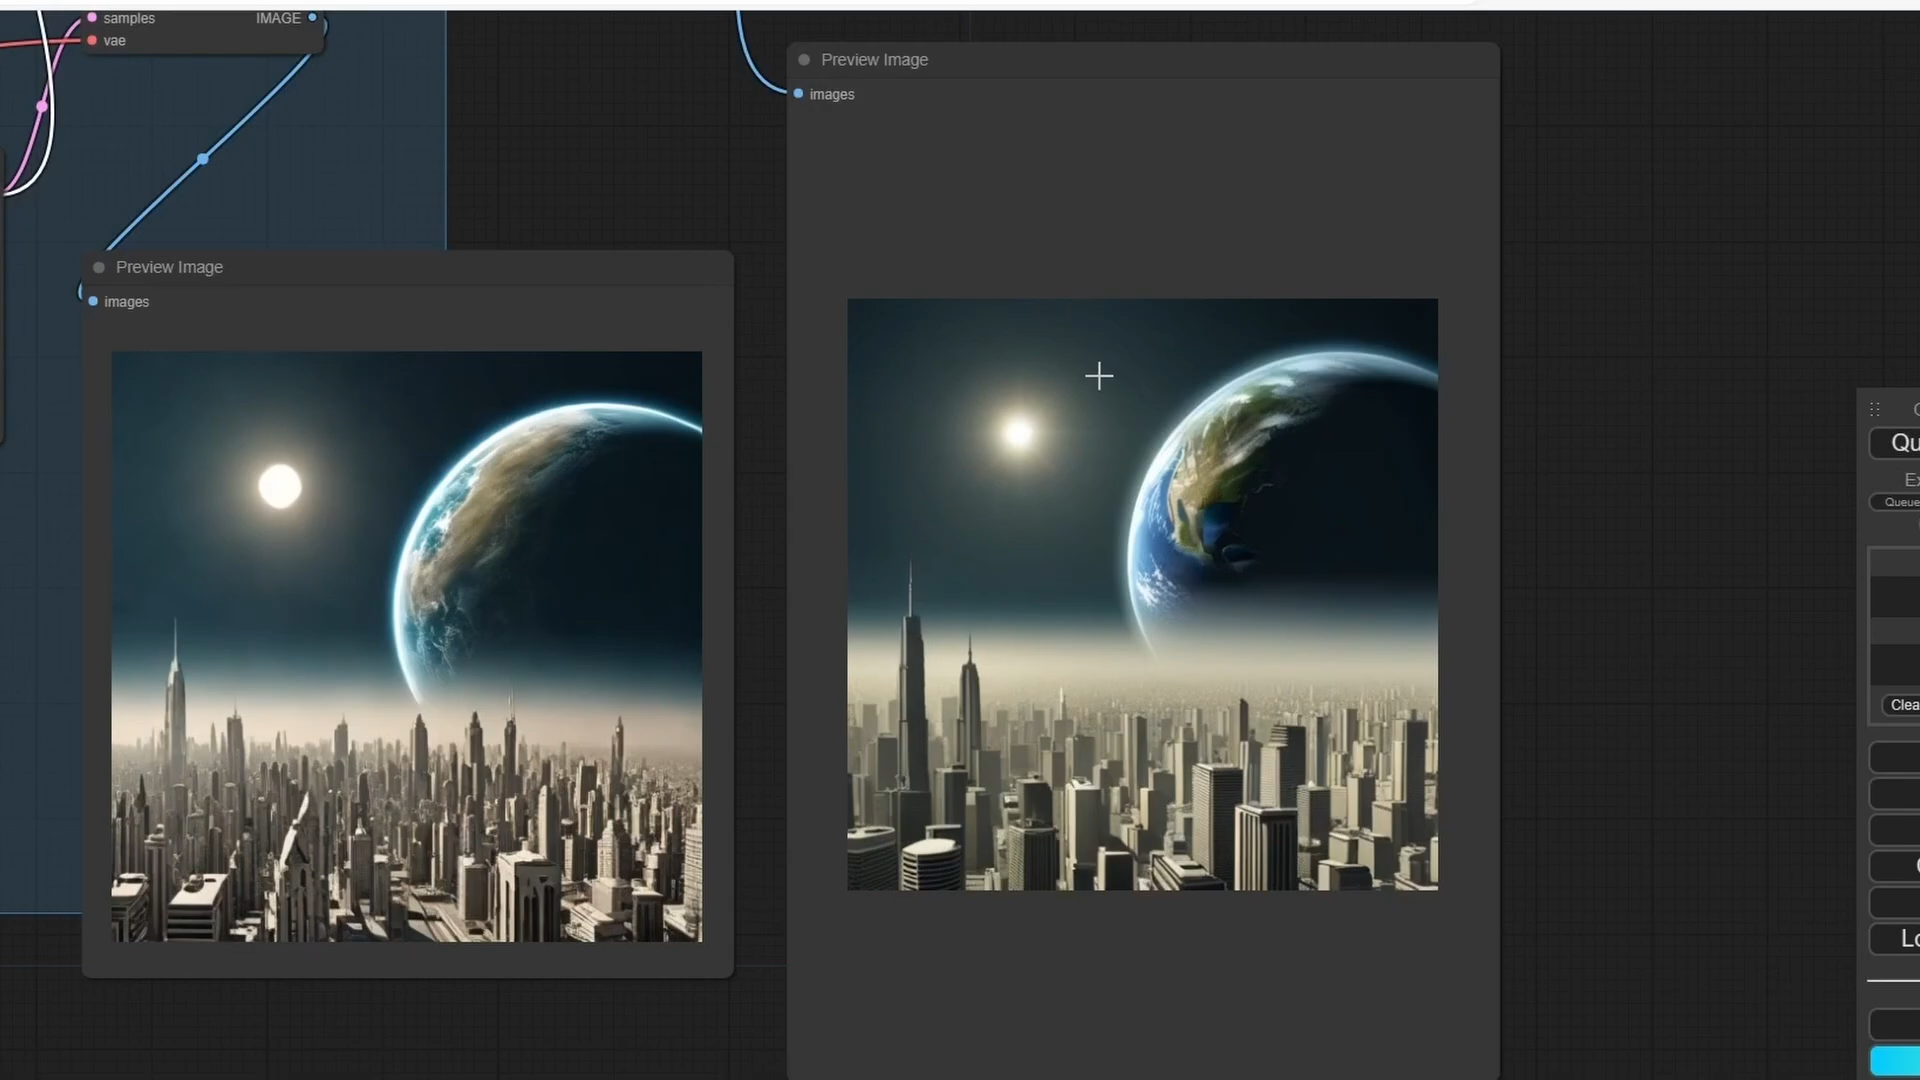 samples
IMAGE
vae
Preview Image
images
Preview Image
images
Qu
Ex
Queue
Clea
Lo